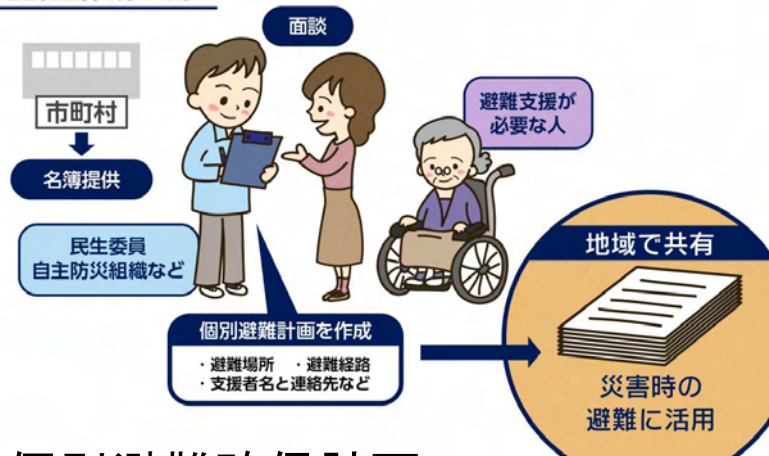 面談
市町村
名簿提供
避難支援が
必要な人
民生委員
自主防災組織など
個別避難計画を作成
・避難場所 ・避難経路
・支援者名と連絡先など
地域で共有
災害時の
避難に活用